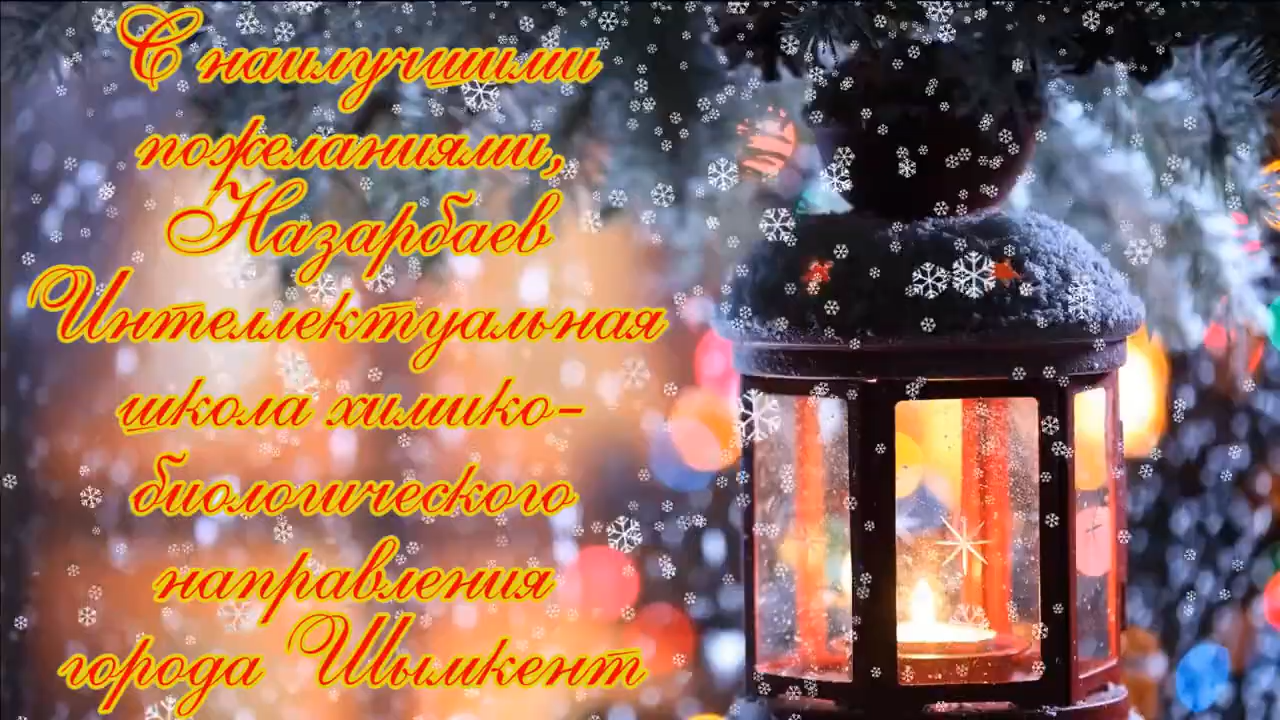 С наилучшими
пожеланиями,
Назарбаев
Интеллектуальная
школа химико-
биологического
направления
города Шымкент